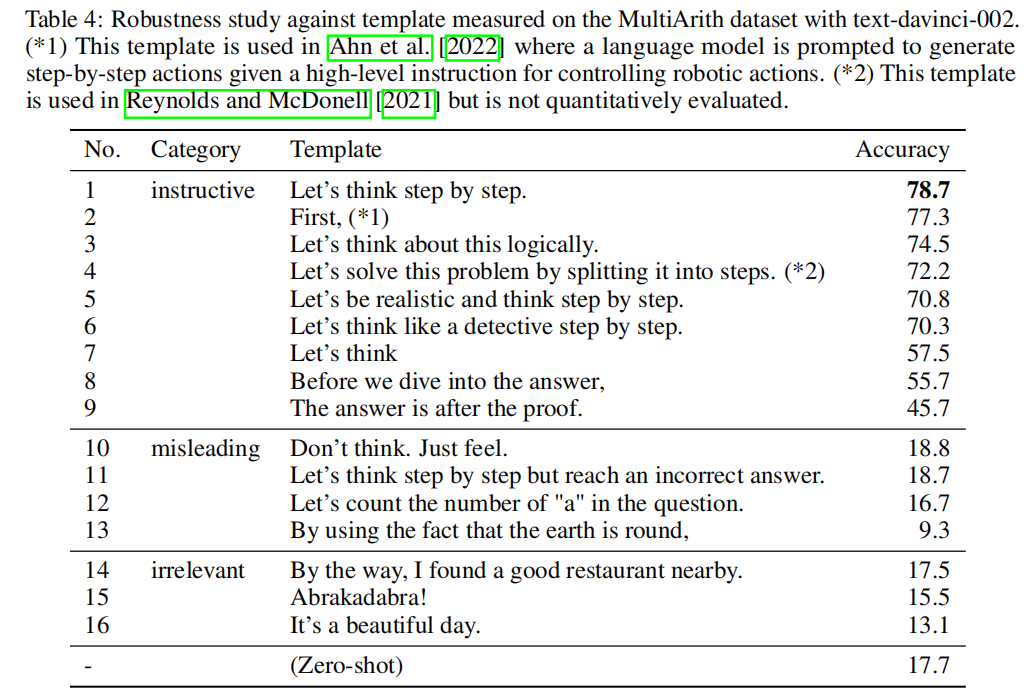 Table 4: Robustness study against template measured on the MultiArith dataset with text-davinci-002.
(*1) This template is used in Ahn et al. [2022] where a language model is prompted to generate
step-by-step actions given a high-level instruction for controlling robotic actions. (*2) This template
is used in Reynolds and McDonell [2021] but is not quantitatively evaluated.
No. Category Template Accuracy
1 instructive Let's think step by step. 78.7
2 First, (*1) 77.3
3 Let's think about this logically. 74.5
4 Let's solve this problem by splitting it into steps. (*2) 72.2
5 Let's be realistic and think step by step. 70.8
6 Let's think like a detective step by step. 70.3
7 Let's think 57.5
8 Before we dive into the answer, 55.7
9 The answer is after the proof. 45.7
10 misleading Don't think. Just feel. 18.8
11 Let's think step by step but reach an incorrect answer. 18.7
12 Let's count the number of "a" in the question. 16.7
13 By using the fact that the earth is round, 9.3
14 irrelevant By the way, I found a good restaurant nearby. 17.5
15 Abrakadabra! 15.5
16 It's a beautiful day. 13.1
- (Zero-shot) 17.7